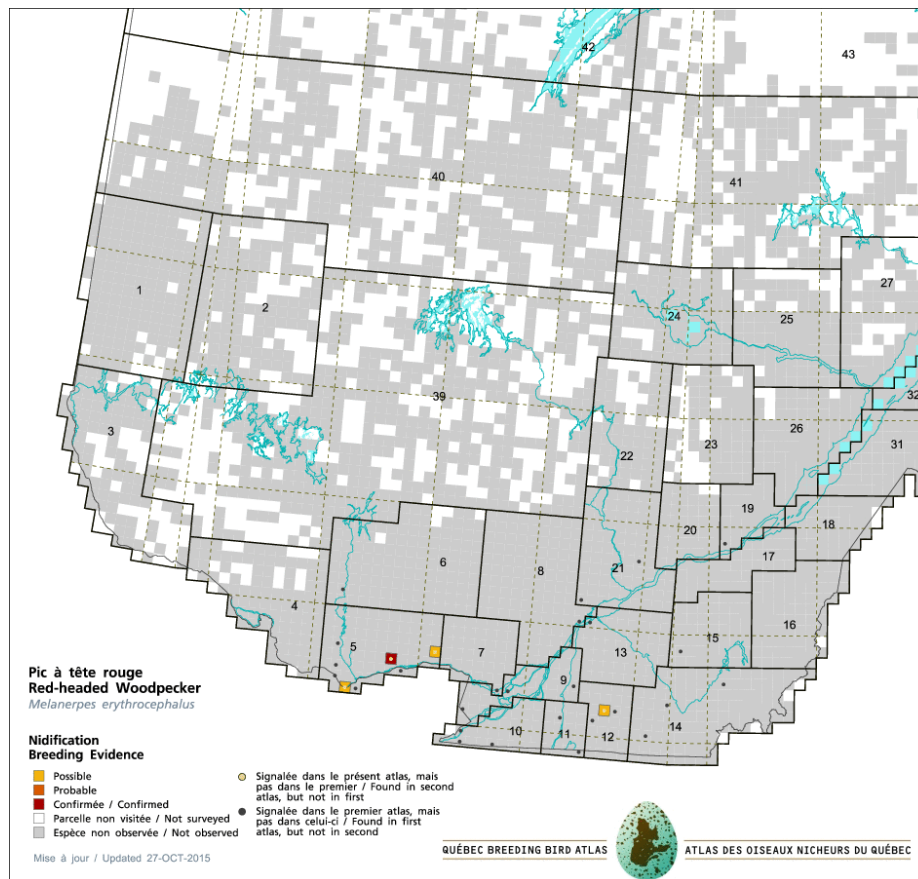 42
43
40
41
27
1
2
24
25
32
39
26
31
3
22
23
19
18
20
17
6
8
21
4
16
15
5
7
13
9
14
10
11
12
Pic à tête rouge
Red-headed Woodpecker
Melanerpes erythrocephalus
Nidification
Breeding Evidence
Possible
Probable
Confirmée / Confirmed
Parcelle non visitée / Not surveyed
Espèce non observée / Not observed
Signalée dans le présent atlas, mais
pas dans le premier / Found in second
atlas, but not in first
Signalée dans le premier atlas, mais
pas dans celui-ci / Found in first
atlas, but not in second
Mise à jour / Updated 27-OCT-2015
QUÉBEC BREEDING BIRD ATLAS
ATLAS DES OISEAUX NICHEURS DU QUÉBEC